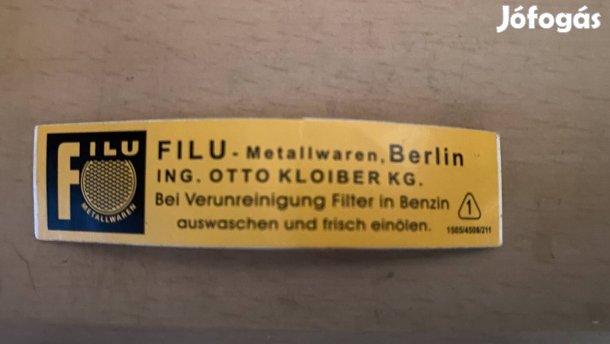 Jófogás
FILU
METALLWAREN
FILU - Metallwaren, Berlin
ING. OTTO KLOIBER KG.
Bei Verunreinigung Filter in Benzin
auswaschen und frisch einölen.
1
1505/4508/211